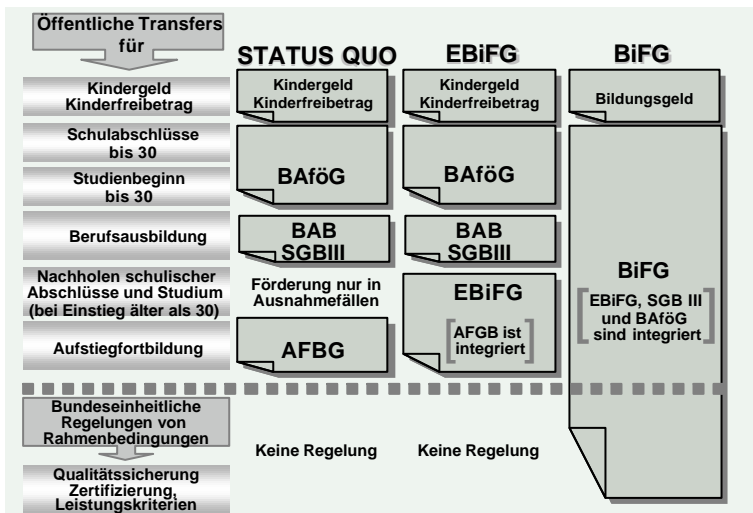 Öffentliche Transfers
für
STATUS QUO
EBiFG
BiFG
Kindergeld
Kinderfreibetrag
Kindergeld
Kinderfreibetrag
Kindergeld
Kinderfreibetrag
Bildungsgeld
Schulabschlüsse
bis 30
Studienbeginn
bis 30
BAföG
BAföG
Berufsausbildung
BAB
SGBIII
BAB
SGBIII
Nachholen schulischer
Abschlüsse und Studium
(bei Einstieg älter als 30)
Förderung nur in
Ausnahmefällen
EBiFG
AFGB ist
integriert
BiFG
EBiFG, SGB III
und BAföG
sind integriert
Aufstiegfortbildung
AFBG
Bundeseinheitliche
Regelungen von
Rahmenbedingungen
Keine Regelung
Keine Regelung
Qualitätssicherung
Zertifizierung,
Leistungskriterien